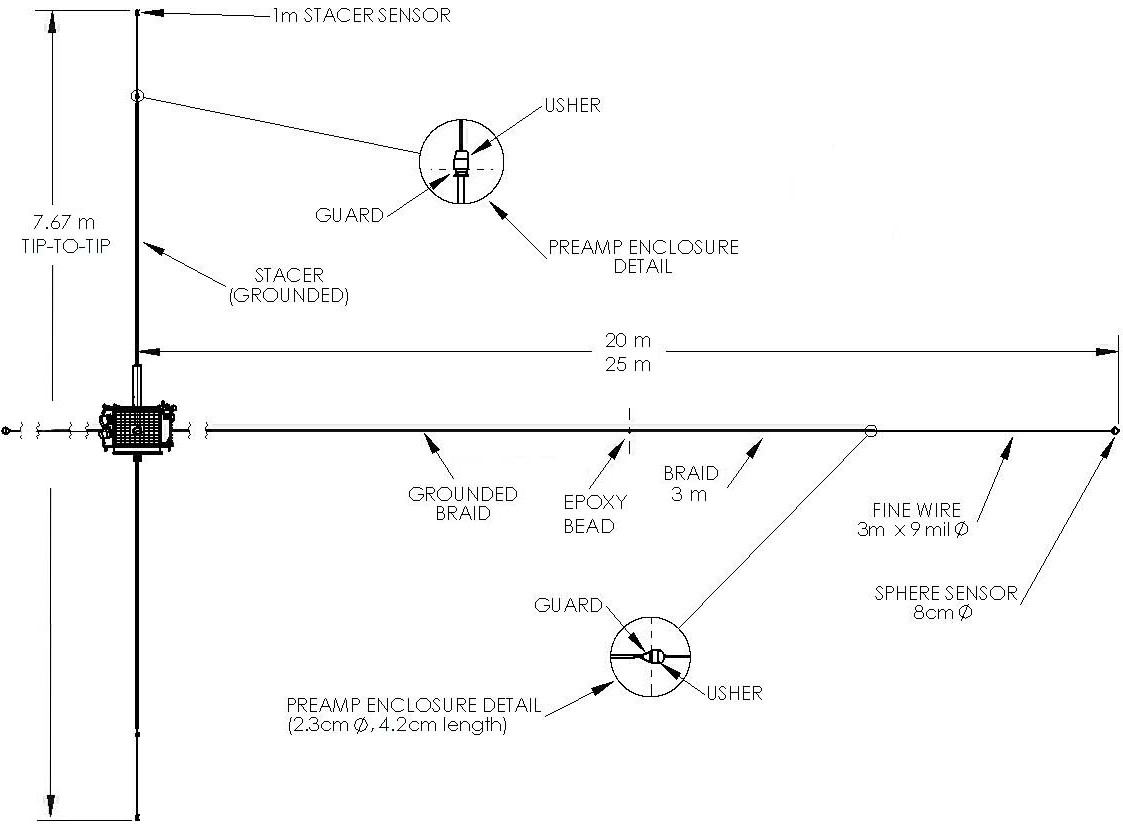 1m STACER SENSOR
USHER
GUARD
PREAMP ENCLOSURE
DETAIL
7.67 m
TIP-TO-TIP
STACER
(GROUNDED)
20 m
25 m
GROUNDED
BRAID
EPOXY
BEAD
BRAID
3 m
FINE WIRE
3m x 9 mil Ø
SPHERE SENSOR
8cm Ø
GUARD
USHER
PREAMP ENCLOSURE DETAIL
(2.3cm Ø, 4.2cm length)